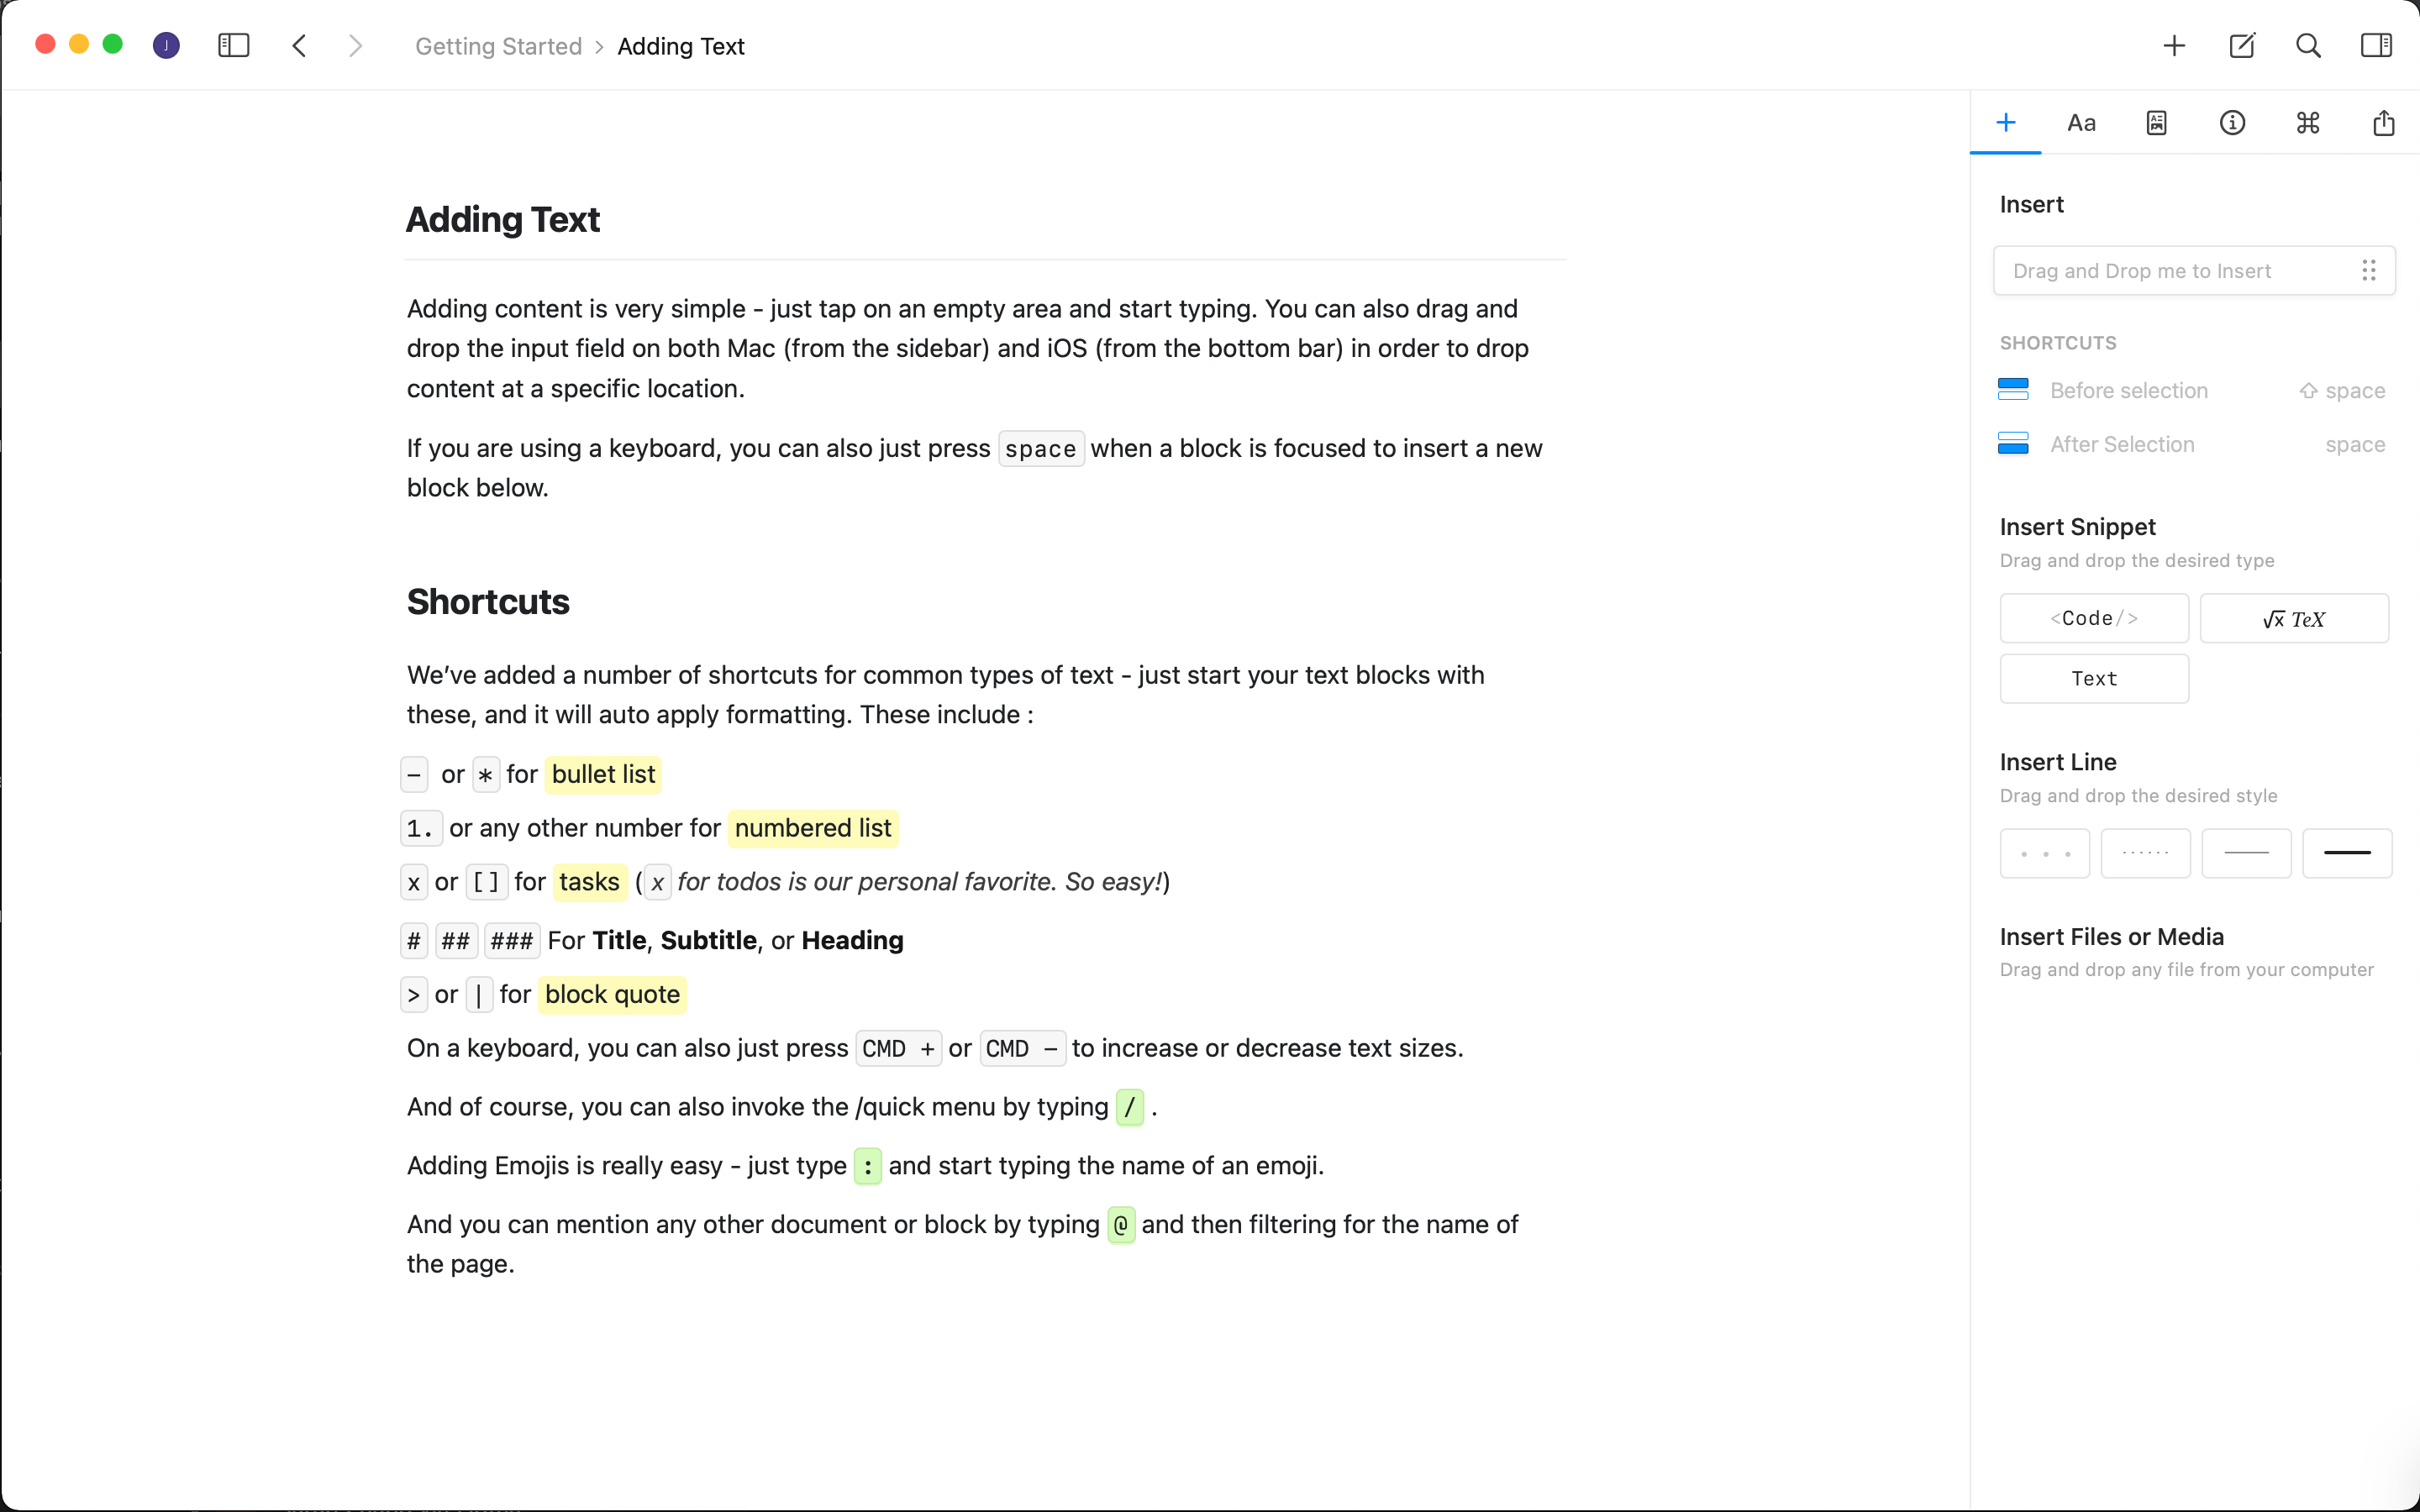 J
Getting Started › Adding Text
Aa
Adding Text
Adding content is very simple - just tap on an empty area and start typing. You can also drag and
drop the input field on both Mac (from the sidebar) and iOS (from the bottom bar) in order to drop
content at a specific location.
If you are using a keyboard, you can also just press space when a block is focused to insert a new
block below.
Shortcuts
We’ve added a number of shortcuts for common types of text - just start your text blocks with
these, and it will auto apply formatting. These include :
- or * for bullet list
1. or any other number for numbered list
x or [] for tasks (x for todos is our personal favorite. So easy!)
# ## ### For Title, Subtitle, or Heading
> or | for block quote
On a keyboard, you can also just press CMD + or CMD - to increase or decrease text sizes.
And of course, you can also invoke the /quick menu by typing / .
Adding Emojis is really easy - just type : and start typing the name of an emoji.
And you can mention any other document or block by typing @ and then filtering for the name of
the page.
Insert
Drag and Drop me to Insert
SHORTCUTS
Before selection ⇧ space
After Selection space
Insert Snippet
Drag and drop the desired type
<Code/> √x TeX
Text
Insert Line
Drag and drop the desired style
Insert Files or Media
Drag and drop any file from your computer